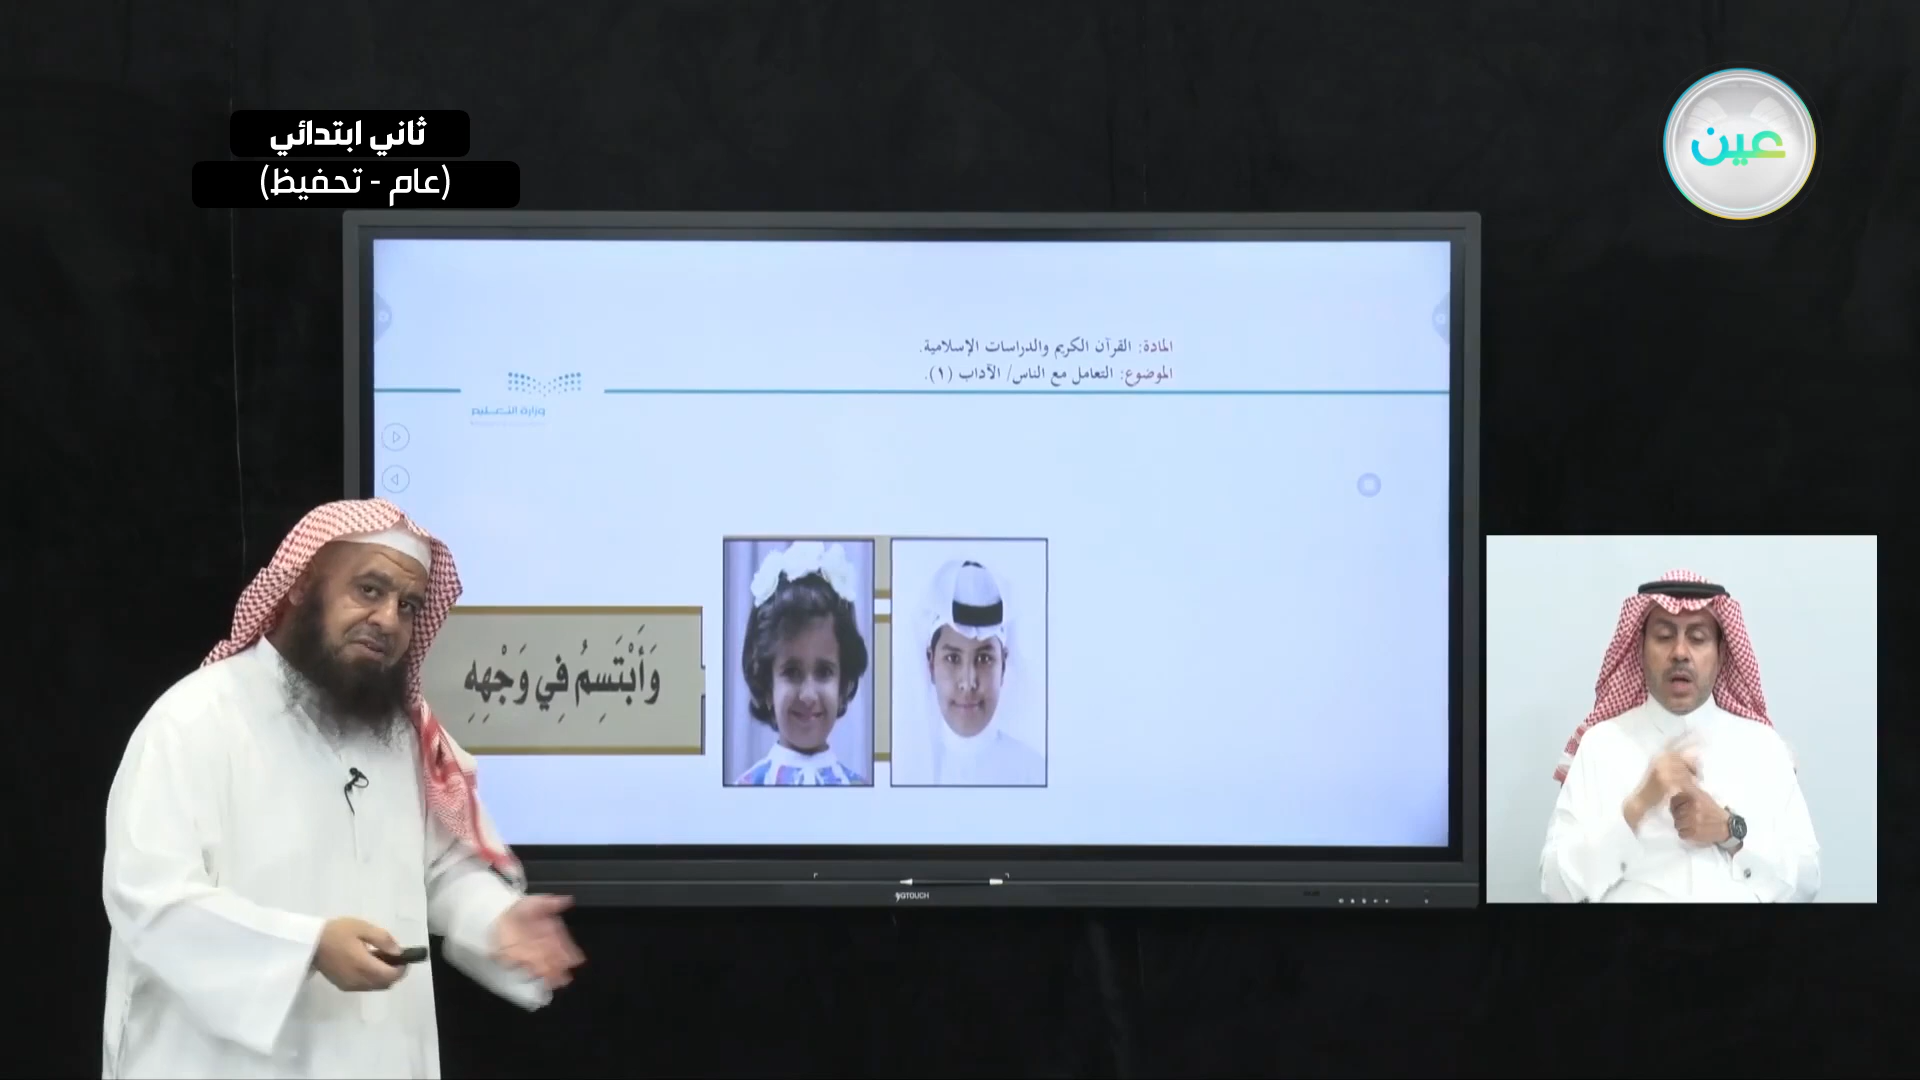 ثاني ابتدائي
(عام - تحفيظ)
عين
المادة: القرآن الكريم والدراسات الإسلامية.
الموضوع: التعامل مع الناس/ الآداب (١).
وزارة التعليم
وَأَبْتَسِمُ فِي وَجْهِهِ